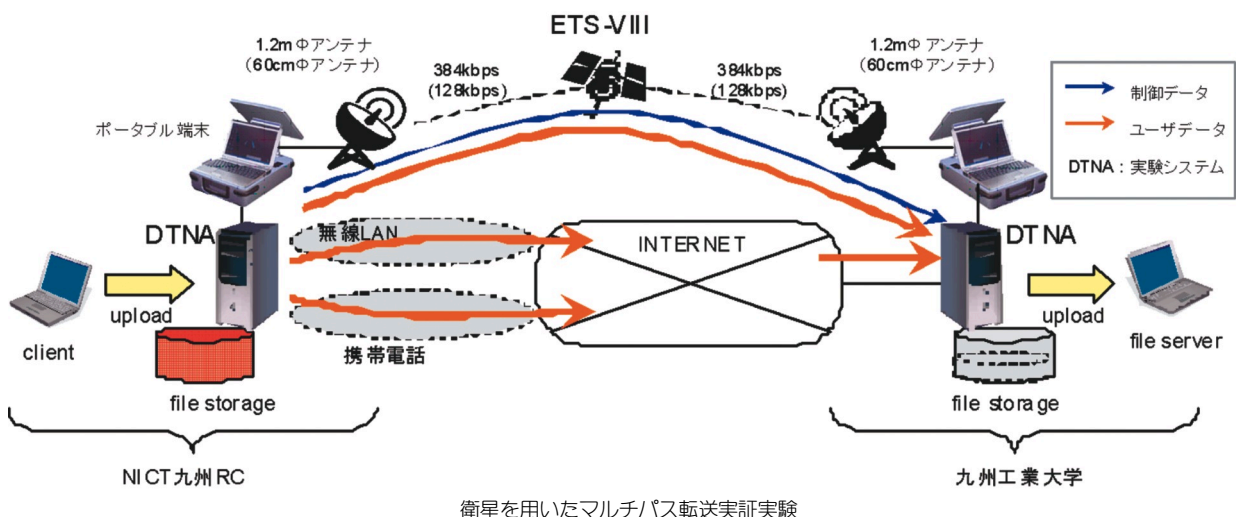 ETS-VIII
1.2mΦアンテナ
（60cmΦアンテナ）
384kbps
(128kbps)
384kbps
(128kbps)
1.2mΦアンテナ
（60cmΦアンテナ）
制御データ
ユーザデータ
DTNA：実験システム
ポータブル端末
DTNA
無線LAN
INTERNET
DTNA
upload
upload
client
携帯電話
file server
file storage
file storage
NICT九州RC
九州工業大学
衛星を用いたマルチパス転送実証実験